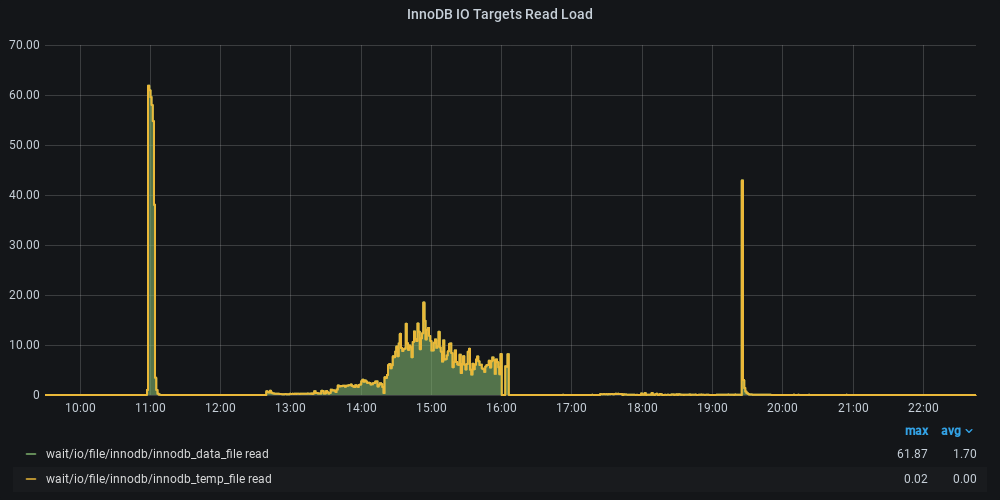 InnoDB IO Targets Read Load
70.00
60.00
50.00
40.00
30.00
20.00
10.00
0
10:00 11:00 12:00 13:00 14:00 15:00 16:00 17:00 18:00 19:00 20:00 21:00 22:00
max avg
wait/io/file/innodb/innodb_data_file read 61.87 1.70
wait/io/file/innodb/innodb_temp_file read 0.02 0.00